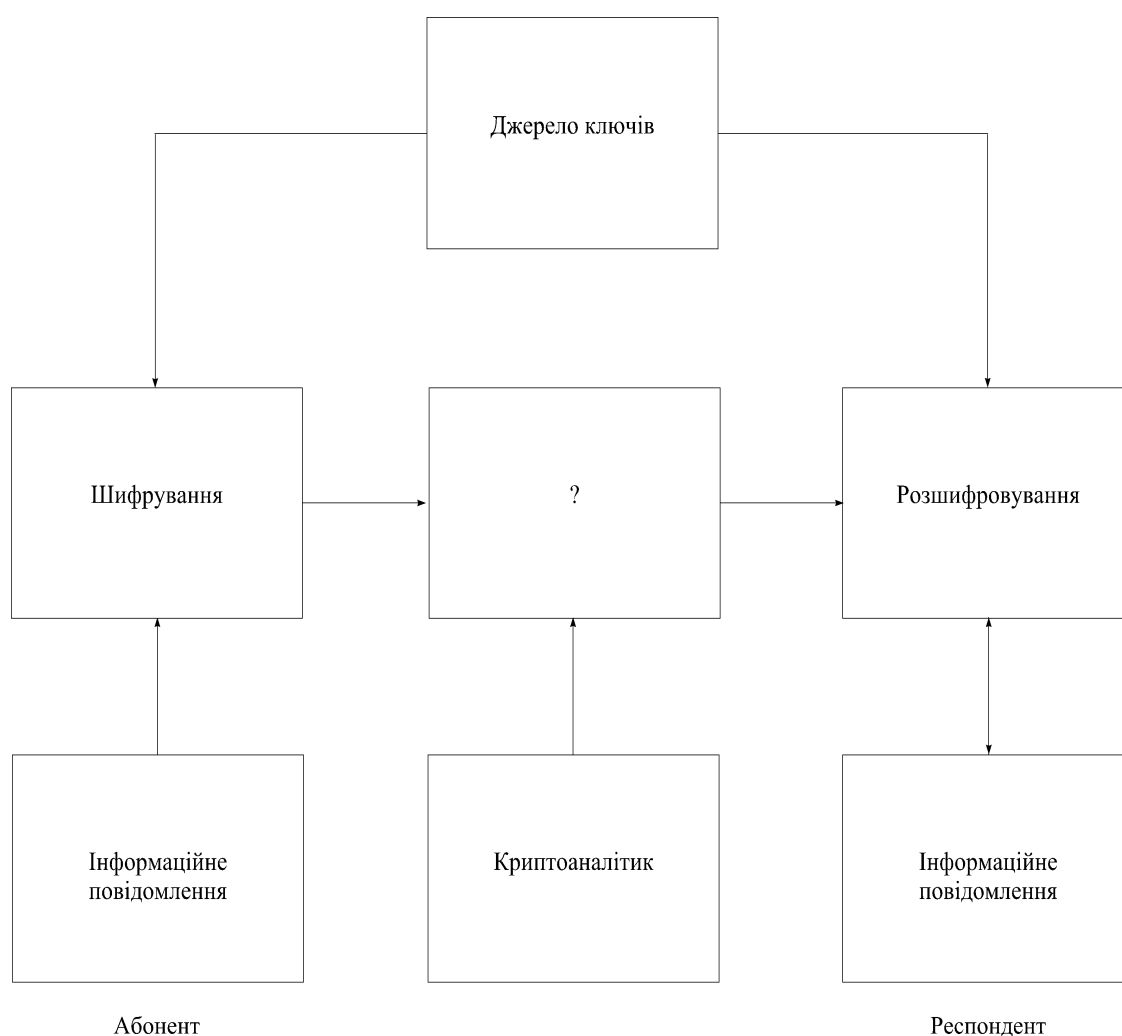 Джерело ключів
Шифрування
?
Розшифровування
Інформаційне
повідомлення
Криптоаналітик
Інформаційне
повідомлення
Абонент
Респондент